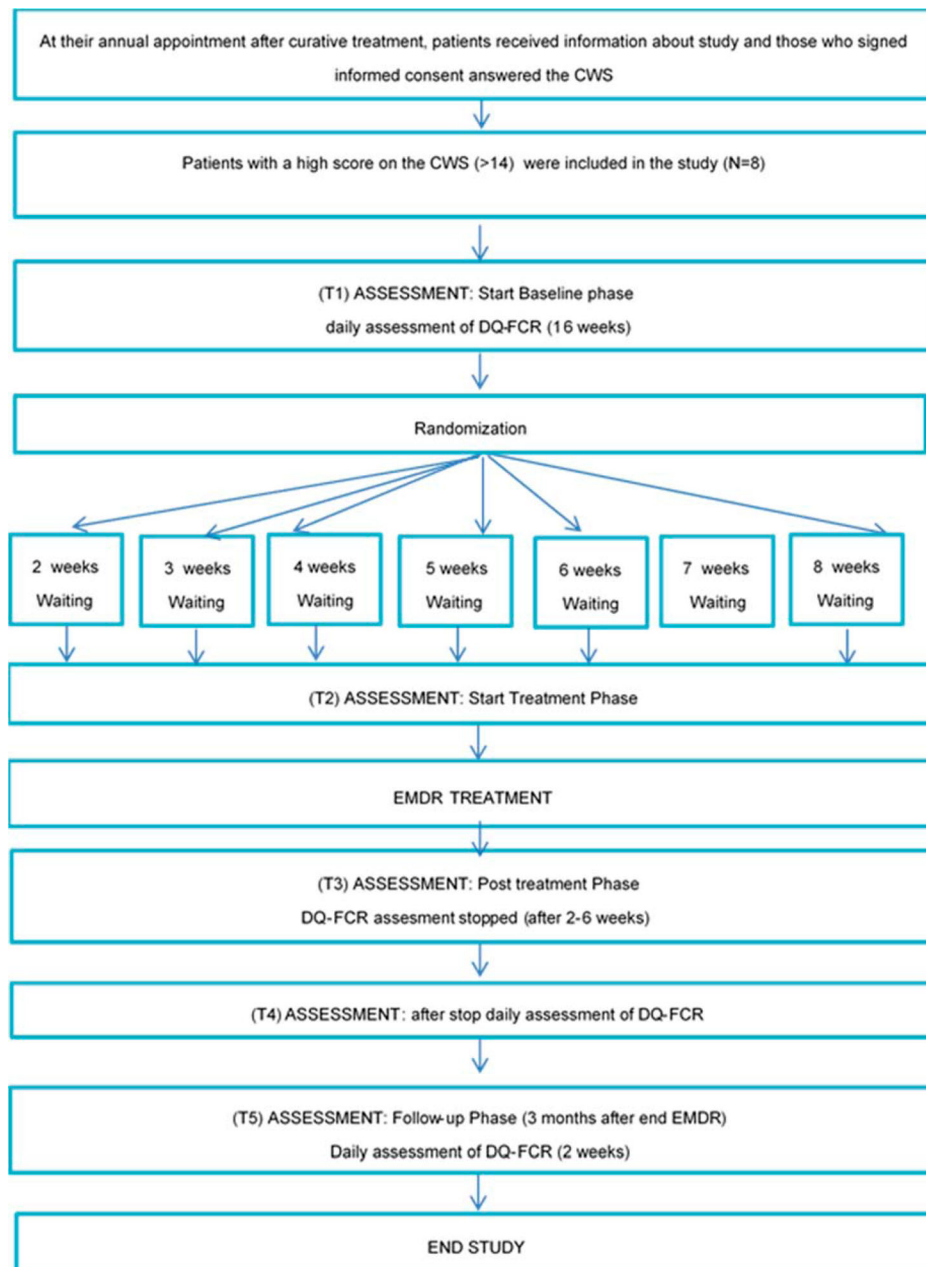 At their annual appointment after curative treatment, patients received information about study and those who signed
informed consent answered the CWS
Patients with a high score on the CWS (>14) were included in the study (N=8)
(T1) ASSESSMENT: Start Baseline phase
daily assessment of DQ-FCR (16 weeks)
Randomization
2 weeks
Waiting
3 weeks
Waiting
4 weeks
Waiting
5 weeks
Waiting
6 weeks
Waiting
7 weeks
Waiting
8 weeks
Waiting
(T2) ASSESSMENT: Start Treatment Phase
EMDR TREATMENT
(T3) ASSESSMENT: Post treatment Phase
DQ-FCR assesment stopped (after 2-6 weeks)
(T4) ASSESSMENT: after stop daily assessment of DQ-FCR
(T5) ASSESSMENT: Follow-up Phase (3 months after end EMDR)
Daily assessment of DQ-FCR (2 weeks)
END STUDY